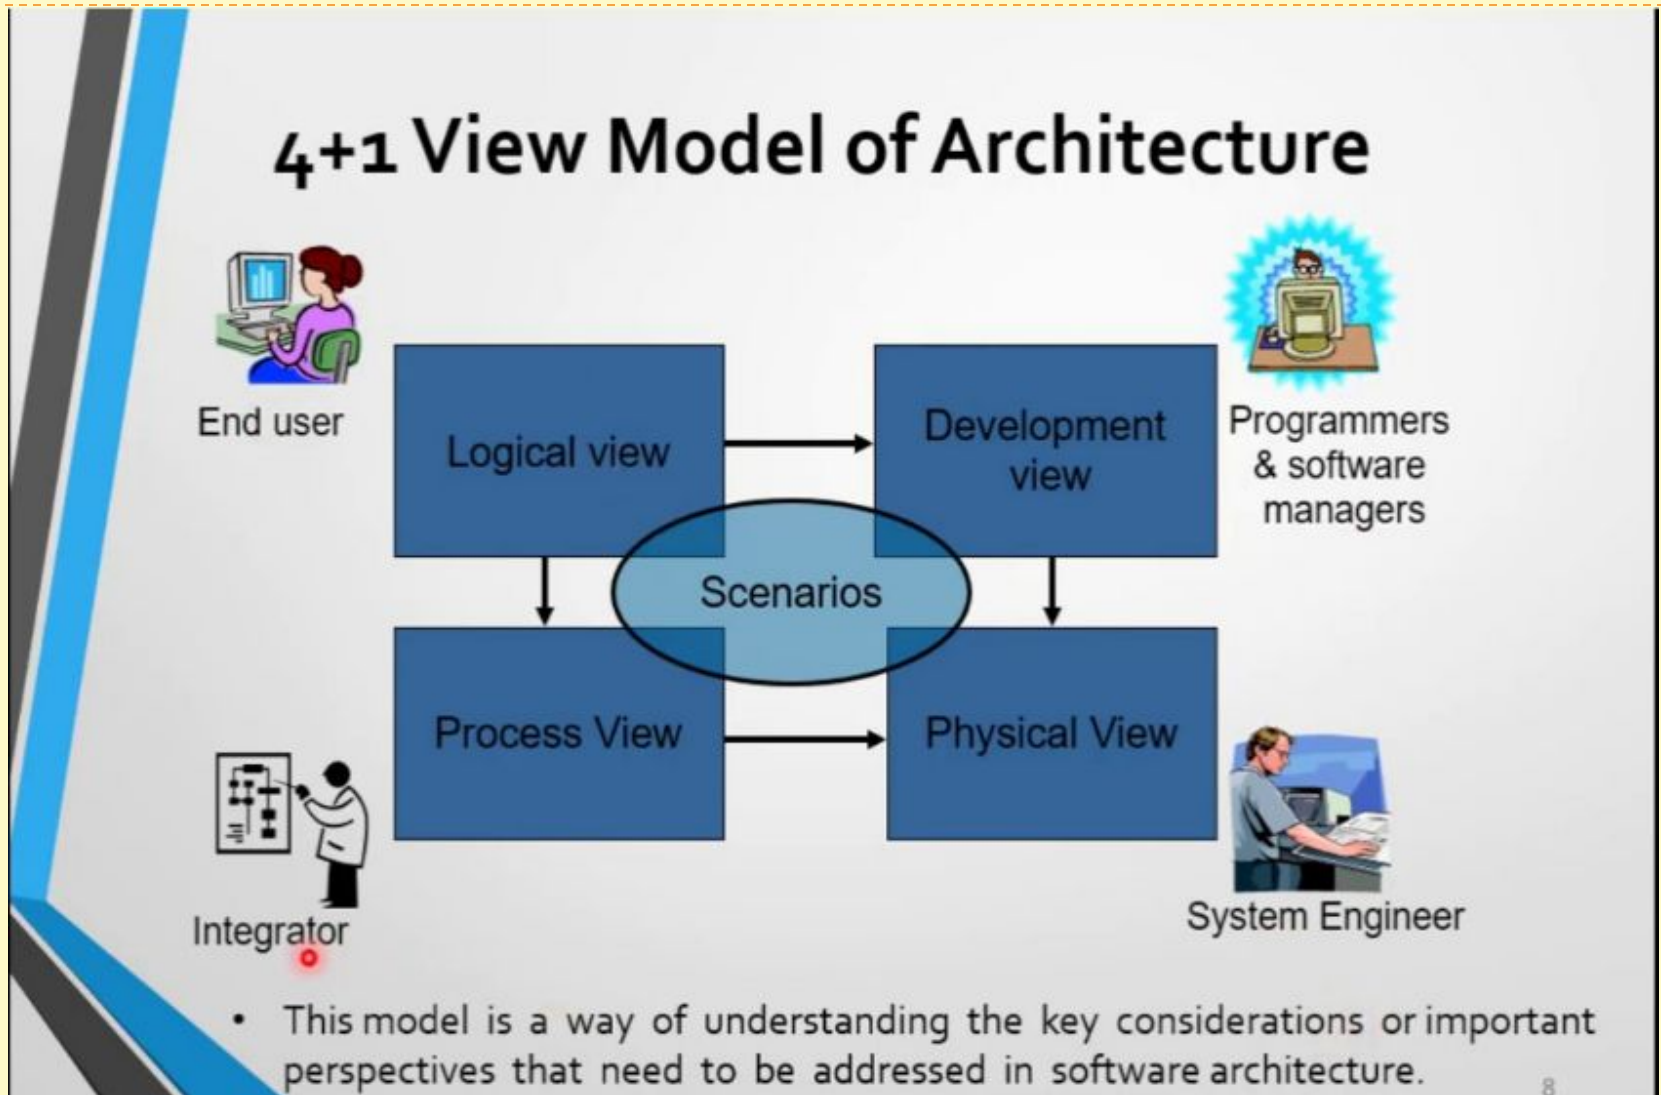 4+1 View Model of Architecture
End user
Logical view
Development
view
Programmers
& software
managers
Scenarios
Process View
Physical View
Integrator
System Engineer
• This model is a way of understanding the key considerations or important
perspectives that need to be addressed in software architecture.
8